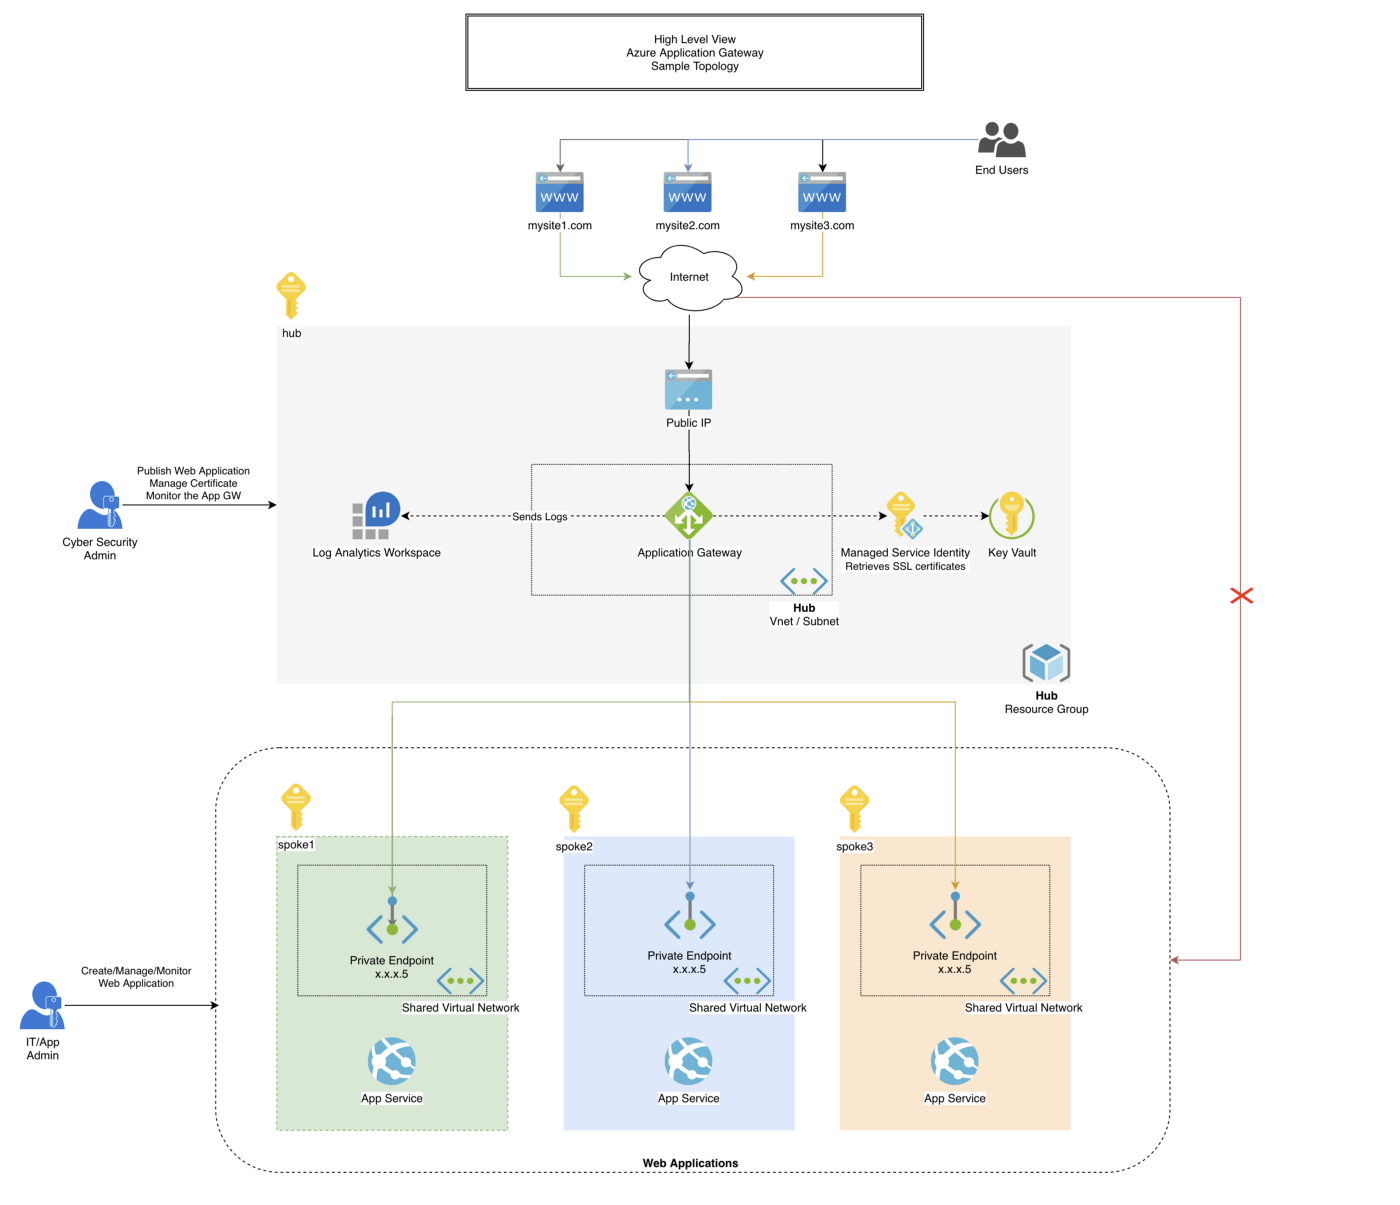 High Level View
Azure Application Gateway
Sample Topology
End Users
www
www
www
mysite1.com
mysite2.com
mysite3.com
Internet
hub
Public IP
Publish Web Application
Manage Certificate
Monitor the App GW
Cyber Security
Admin
Sends Logs
Log Analytics Workspace
Application Gateway
Managed Service Identity
Retrieves SSL certificates
Key Vault
Hub
Vnet / Subnet
Hub
Resource Group
spoke1
spoke2
spoke3
Private Endpoint
x.x.x.5
Private Endpoint
x.x.x.5
Private Endpoint
x.x.x.5
Shared Virtual Network
Shared Virtual Network
Shared Virtual Network
Create/Manage/Monitor
Web Application
IT/App
Admin
App Service
App Service
App Service
Web Applications